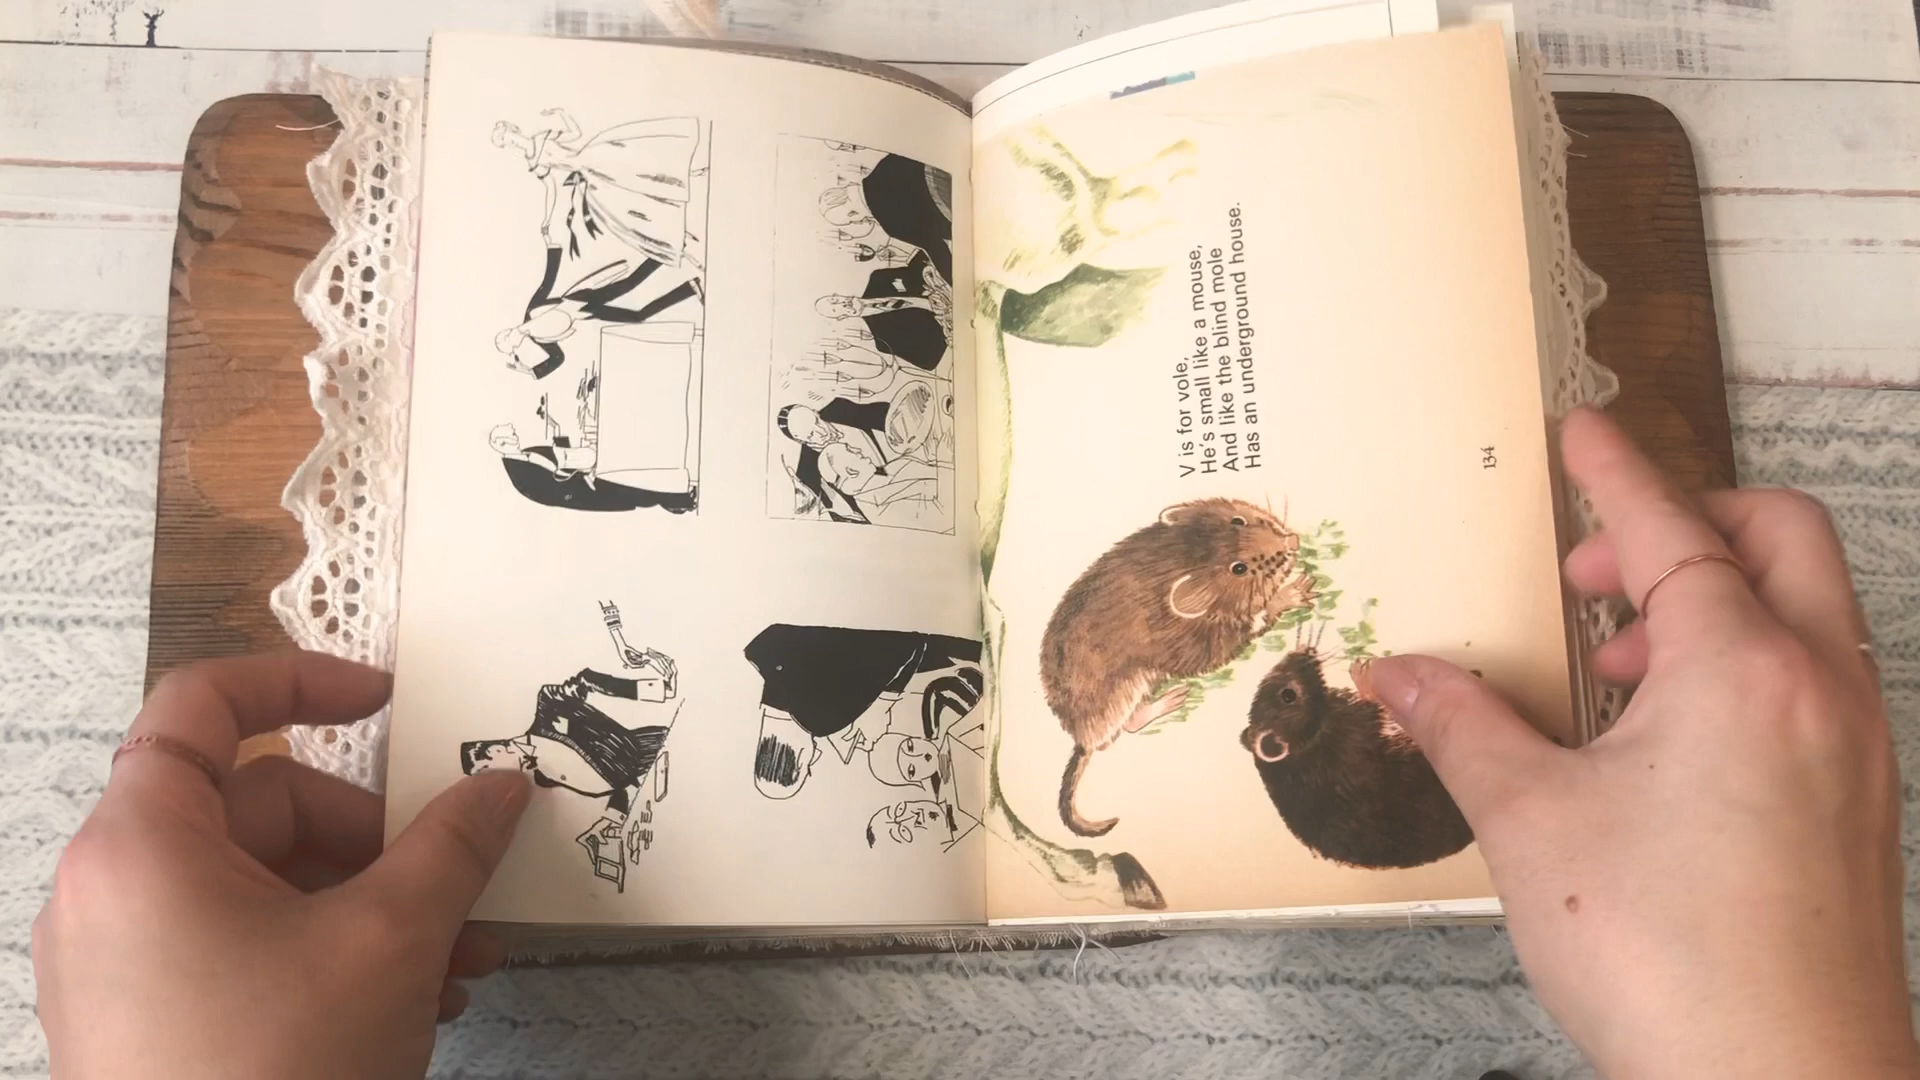 V is for vole,
He's small like a mouse,
And like the blind mole
Has an underground house.
134